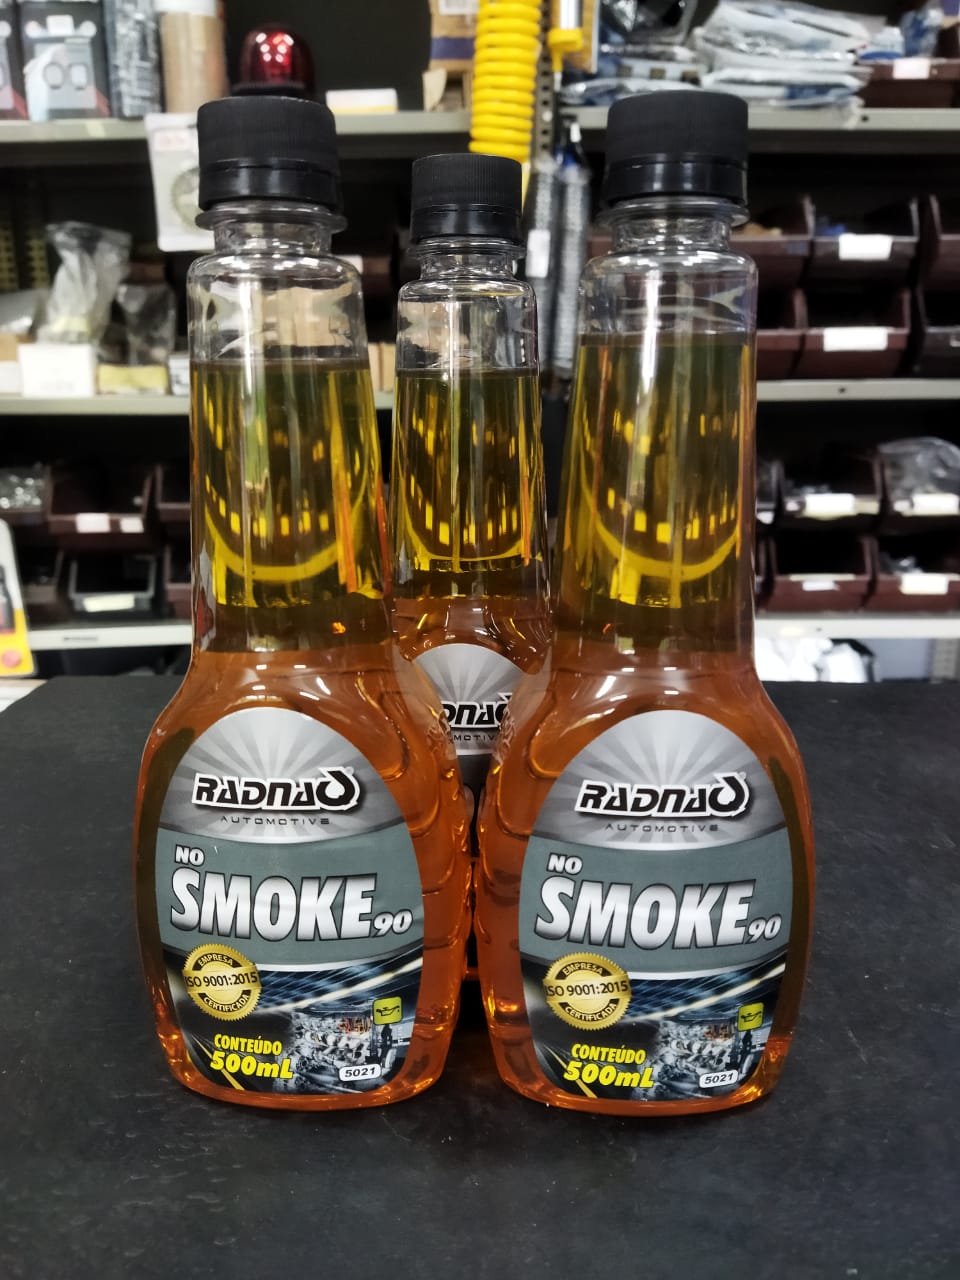 RADNAQ
AUTOMOTIVE
NO
SMOKE90
EMPRESA
ISO 9001:2015
CERTIFICADA
CONTEÚDO
500mL
5021
RADNAQ
AUTOMOTIVE
NO
SMOKE90
EMPRESA
ISO 9001:2015
CERTIFICADA
CONTEÚDO
500mL
5021